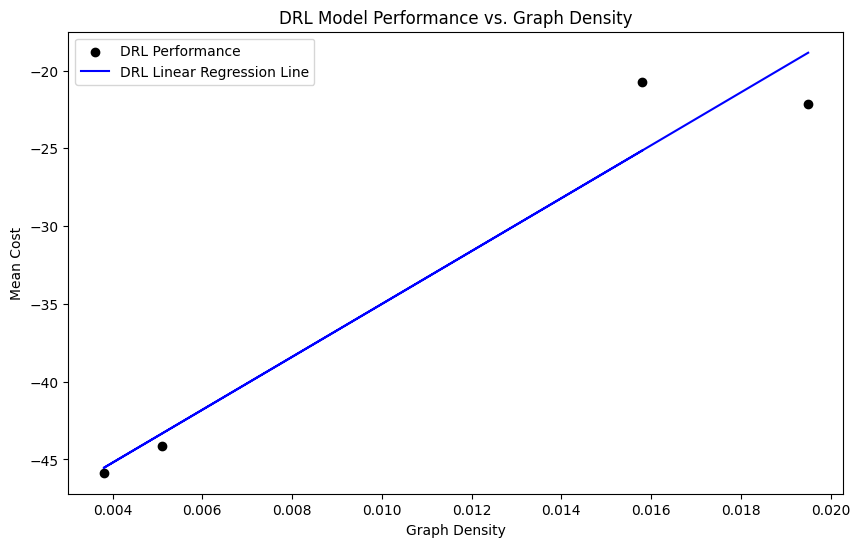 DRL Model Performance vs. Graph Density
DRL Performance
DRL Linear Regression Line
Mean Cost
−20
−25
−30
−35
−40
−45
0.004 0.006 0.008 0.010 0.012 0.014 0.016 0.018 0.020
Graph Density